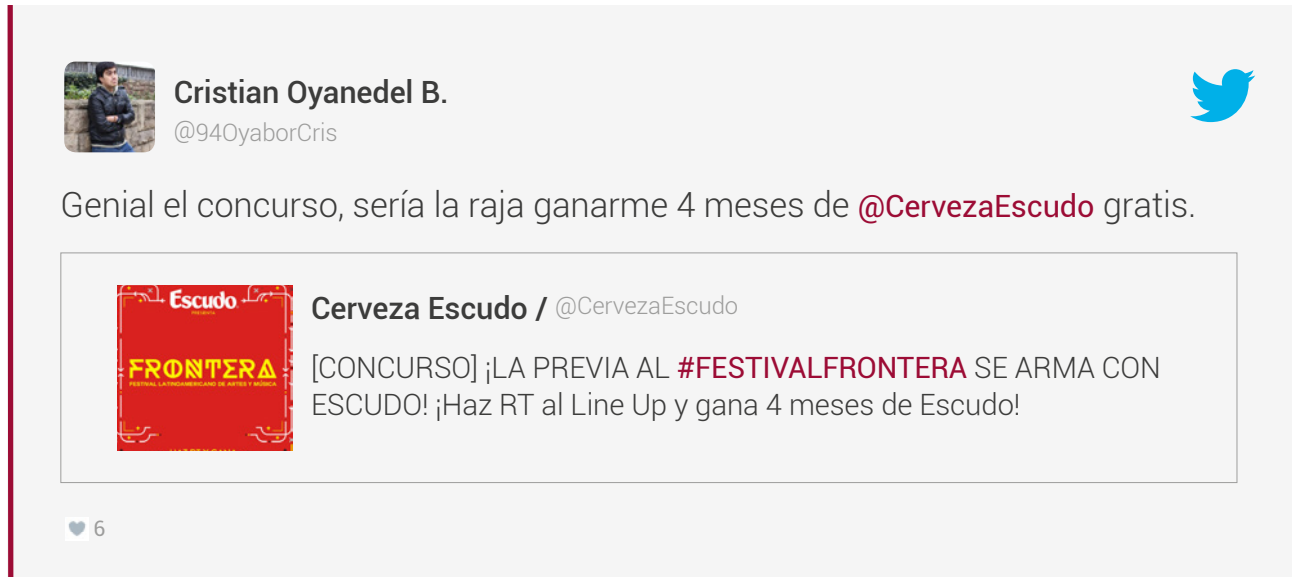 Cristian Oyanedel B.
@94OyaborCris
Genial el concurso, sería la raja ganarme 4 meses de @CervezaEscudo gratis.
Escudo
PRESENTA
FRONTERA
FESTIVAL LATINOAMERICANO DE ARTES Y MÚSICA
Cerveza Escudo / @CervezaEscudo
[CONCURSO] ¡LA PREVIA AL #FESTIVALFRONTERA SE ARMA CON
ESCUDO! ¡Haz RT al Line Up y gana 4 meses de Escudo!
6